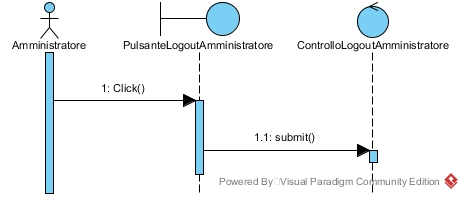 Amministratore
PulsanteLogoutAmministratore
ControlloLogoutAmministratore
1: Click()
1.1: submit()
Powered By Visual Paradigm Community Edition